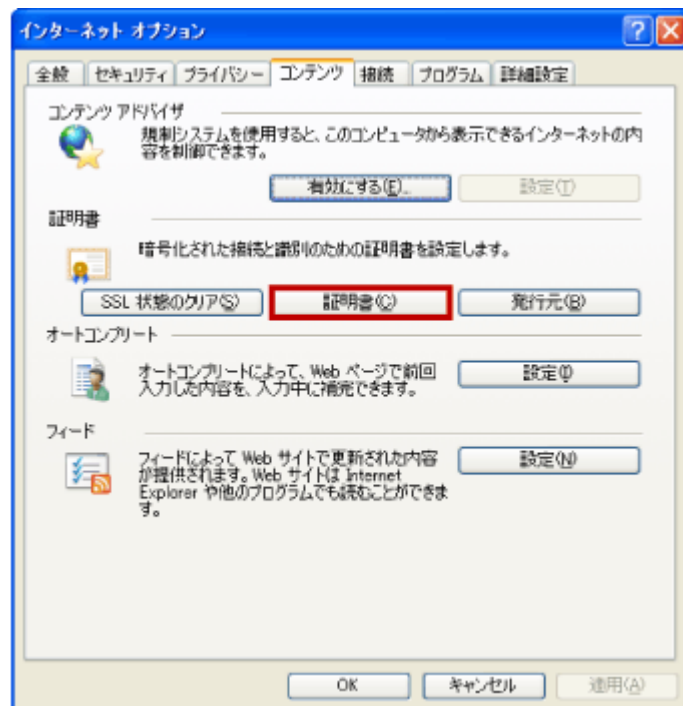 インターネット オプション
全般 セキュリティ プライバシー コンテンツ 接続 プログラム 詳細設定
コンテンツ アドバイザ
規制システムを使用すると、このコンピュータから表示できるインターネットの内
容を制御できます。
有効にする(E)... 設定(T)
証明書
暗号化された接続と識別のための証明書を設定します。
SSL 状態のクリア(S) 証明書(C) 発行元(B)
オートコンプリート
オートコンプリートによって、Web ページで前回
入力した内容を、入力中に補完できます。
設定(I)
フィード
フィードによって Web サイトで更新された内容
が提供されます。Web サイトは Internet
Explorer や他のプログラムでも読むことができま
す。
設定(N)
OK キャンセル 適用(A)